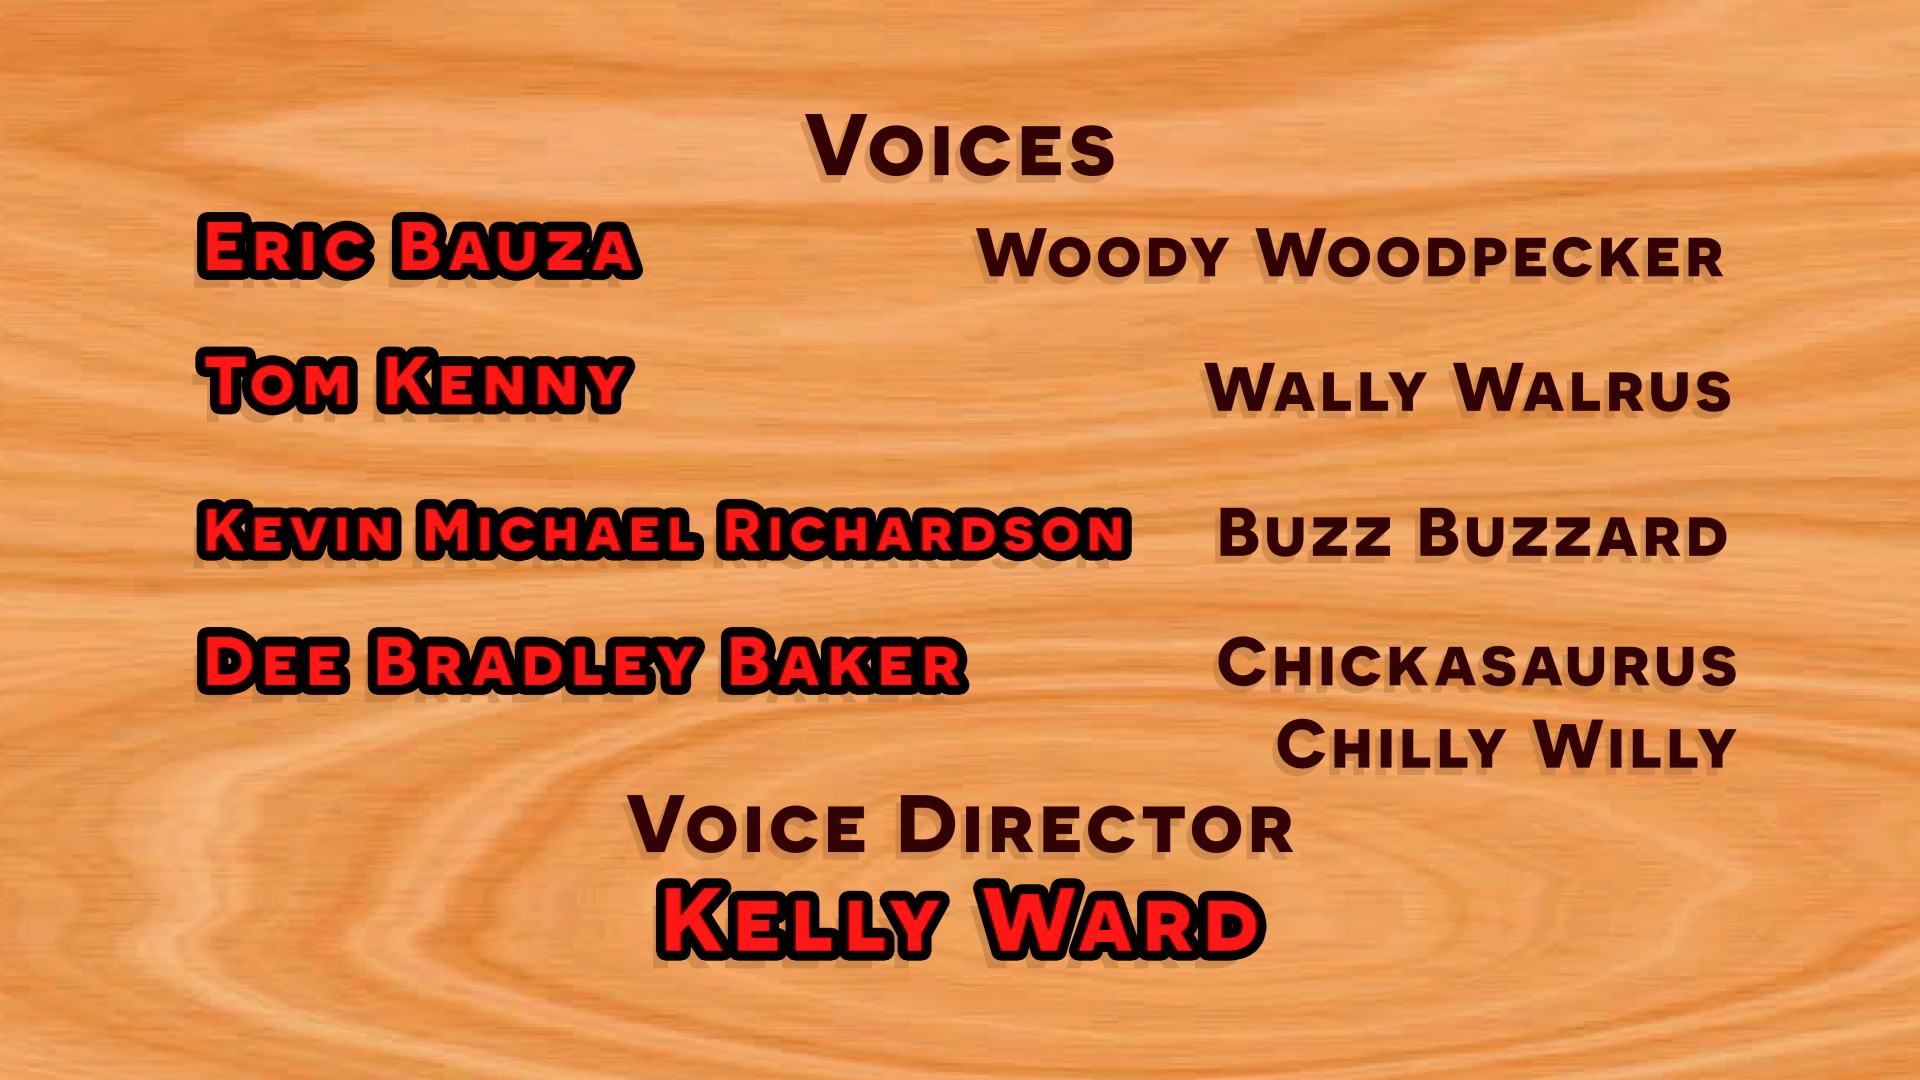 Voices
Eric Bauza Woody Woodpecker
Tom Kenny Wally Walrus
Kevin Michael Richardson Buzz Buzzard
Dee Bradley Baker Chickasaurus
Chilly Willy
Voice Director
Kelly Ward